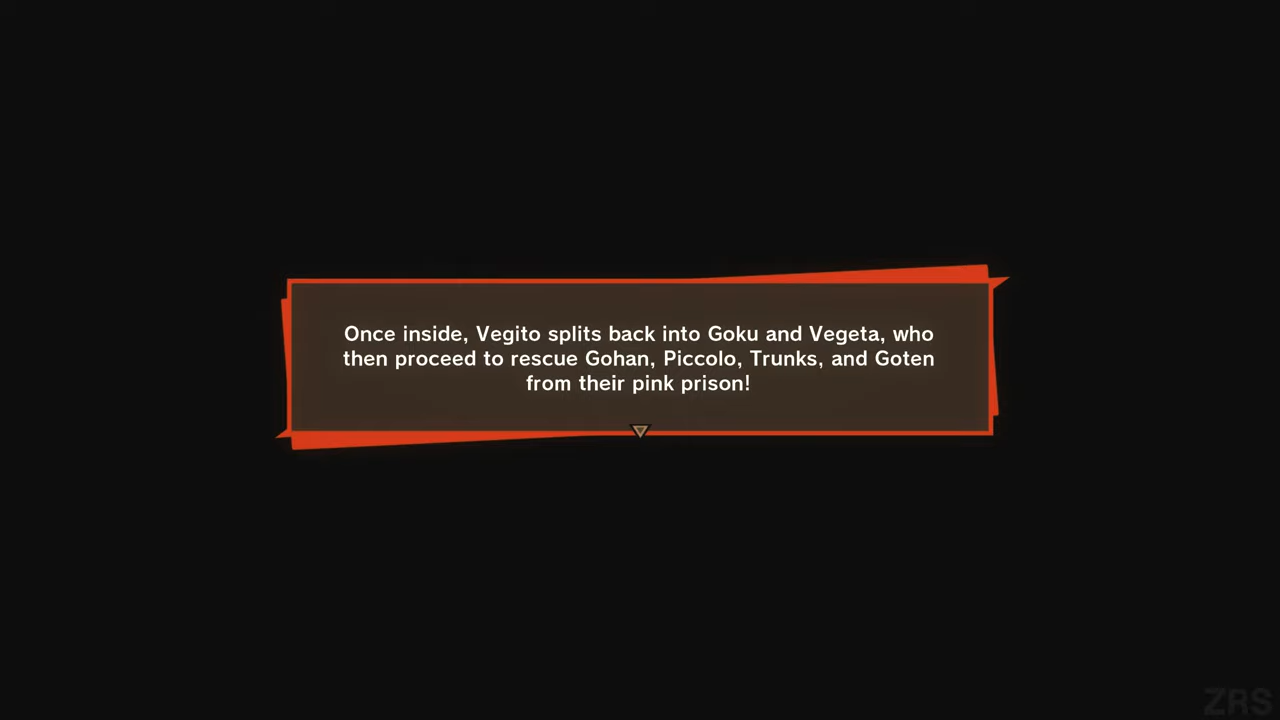 Once inside, Vegito splits back into Goku and Vegeta, who
then proceed to rescue Gohan, Piccolo, Trunks, and Goten
from their pink prison!
ZRS